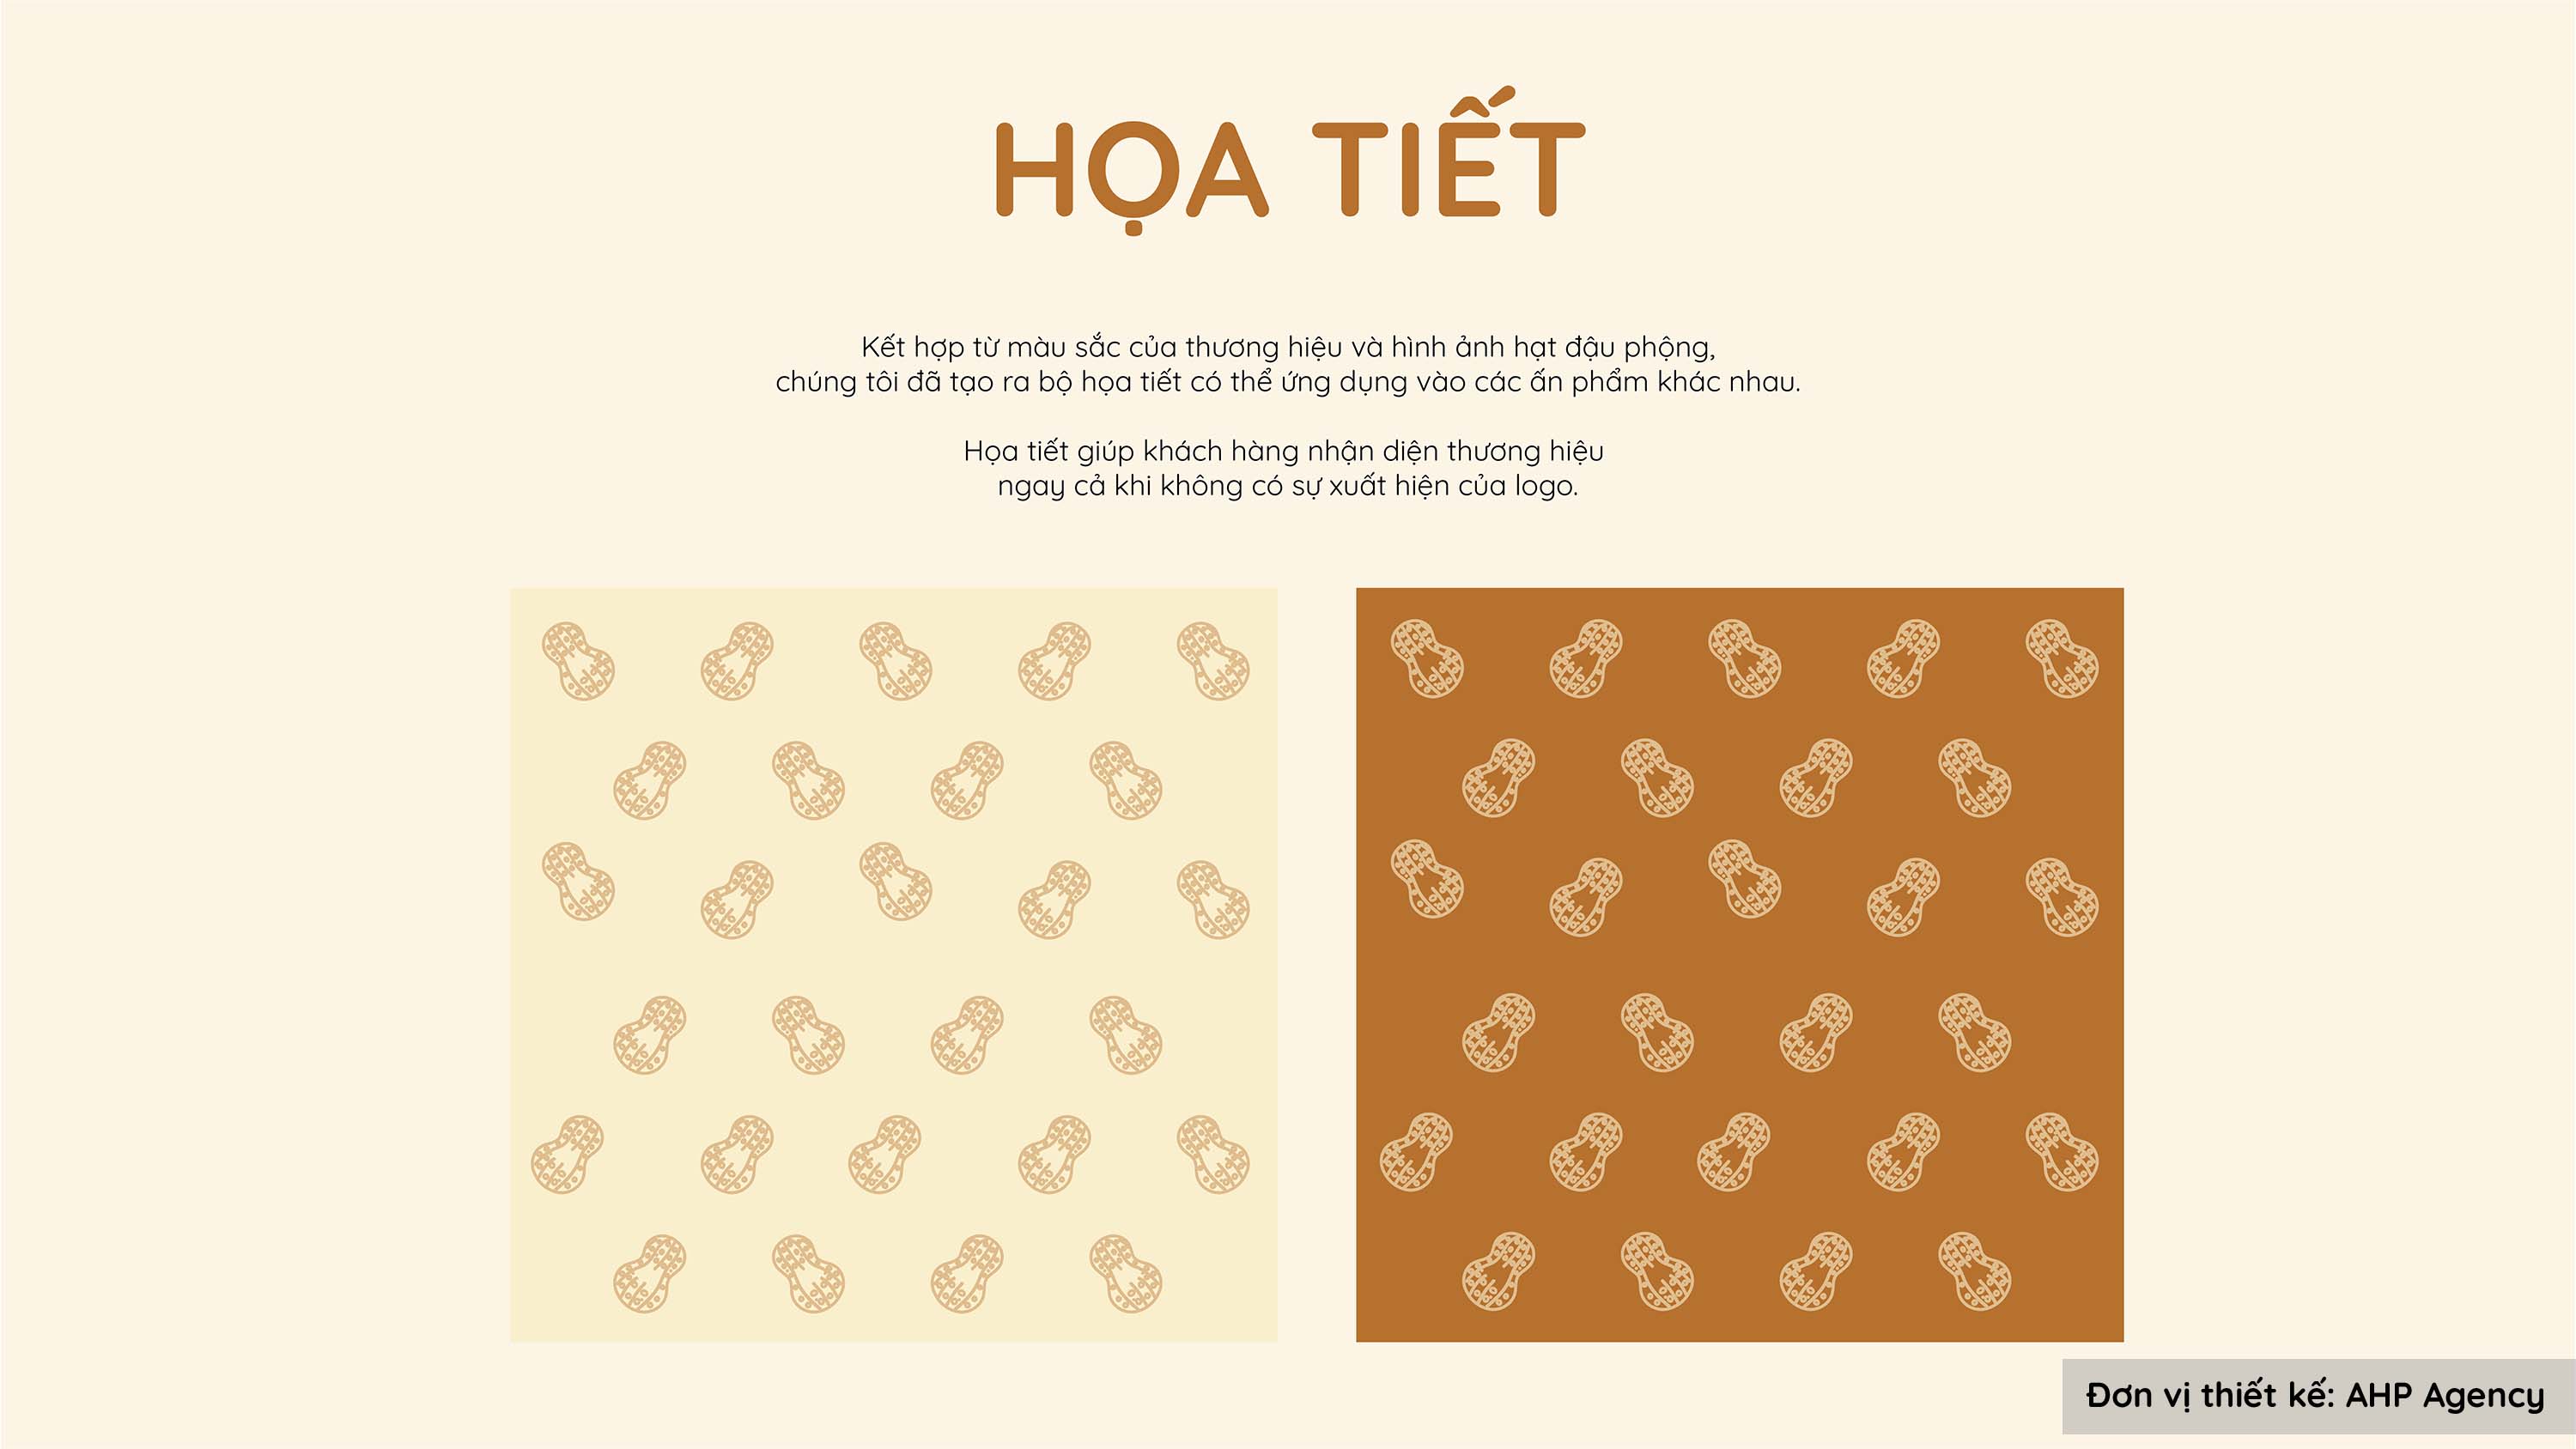 HỌA TIẾT
Kết hợp từ màu sắc của thương hiệu và hình ảnh hạt đậu phộng,
chúng tôi đã tạo ra bộ họa tiết có thể ứng dụng vào các ấn phẩm khác nhau.
Họa tiết giúp khách hàng nhận diện thương hiệu
ngay cả khi không có sự xuất hiện của logo.
Đơn vị thiết kế: AHP Agency